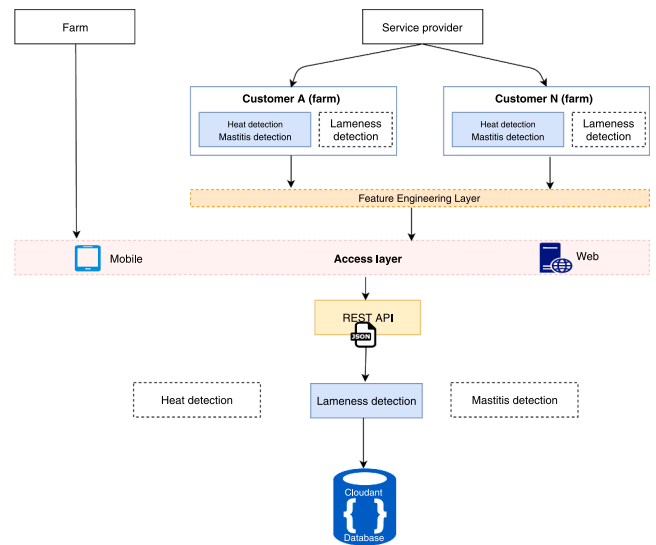 Farm
Service provider
Customer A (farm)
Heat detection
Mastitis detection
Lameness
detection
Customer N (farm)
Heat detection
Mastitis detection
Lameness
detection
Feature Engineering Layer
Mobile
Access layer
Web
REST API
JSON
Heat detection
Lameness detection
Mastitis detection
Cloudant
{ }
Database